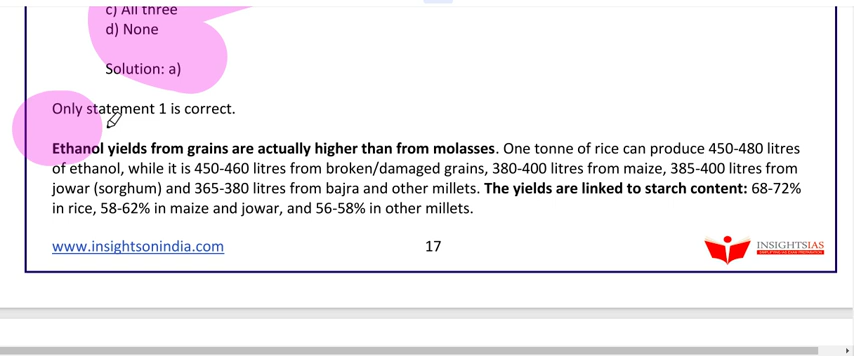 c) All three
d) None
Solution: a)
Only statement 1 is correct.
Ethanol yields from grains are actually higher than from molasses. One tonne of rice can produce 450-480 litres
of ethanol, while it is 450-460 litres from broken/damaged grains, 380-400 litres from maize, 385-400 litres from
jowar (sorghum) and 365-380 litres from bajra and other millets. The yields are linked to starch content: 68-72%
in rice, 58-62% in maize and jowar, and 56-58% in other millets.
www.insightsonindia.com 17 INSIGHTSIAS